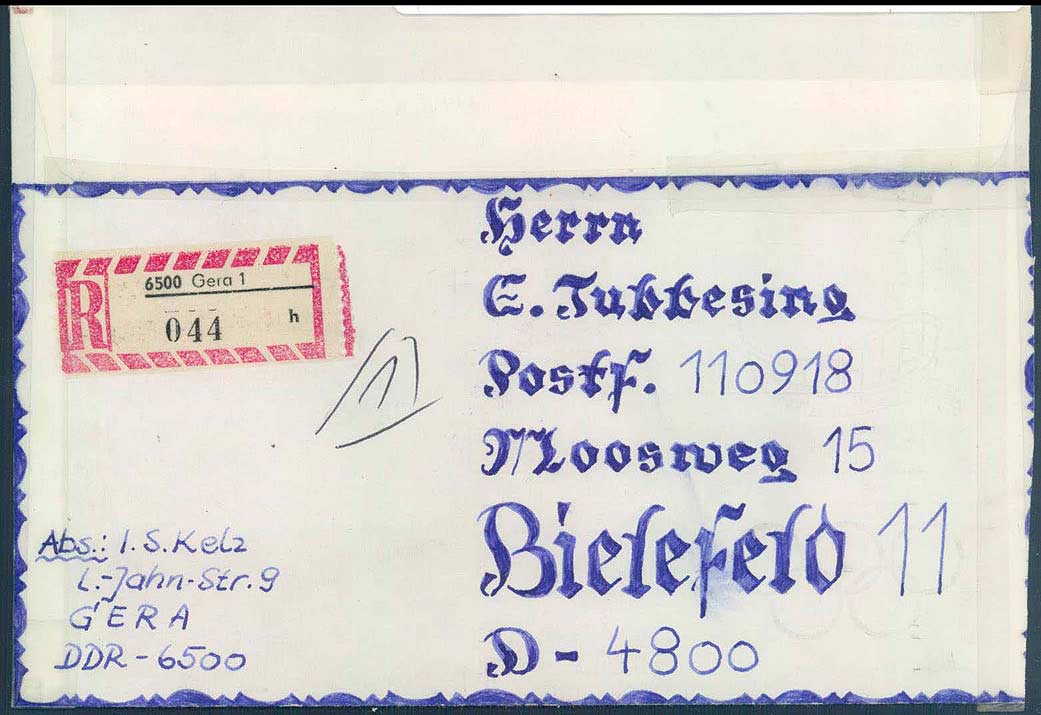 Herrn
E. Tubbesing
Postf. 110918
Moosweg 15
Bielefeld 11
D - 4800
R
6500 Gera 1
044
h
Abs.: I. S. Kelz
L.-Jahn-Str. 9
GERA
DDR - 6500